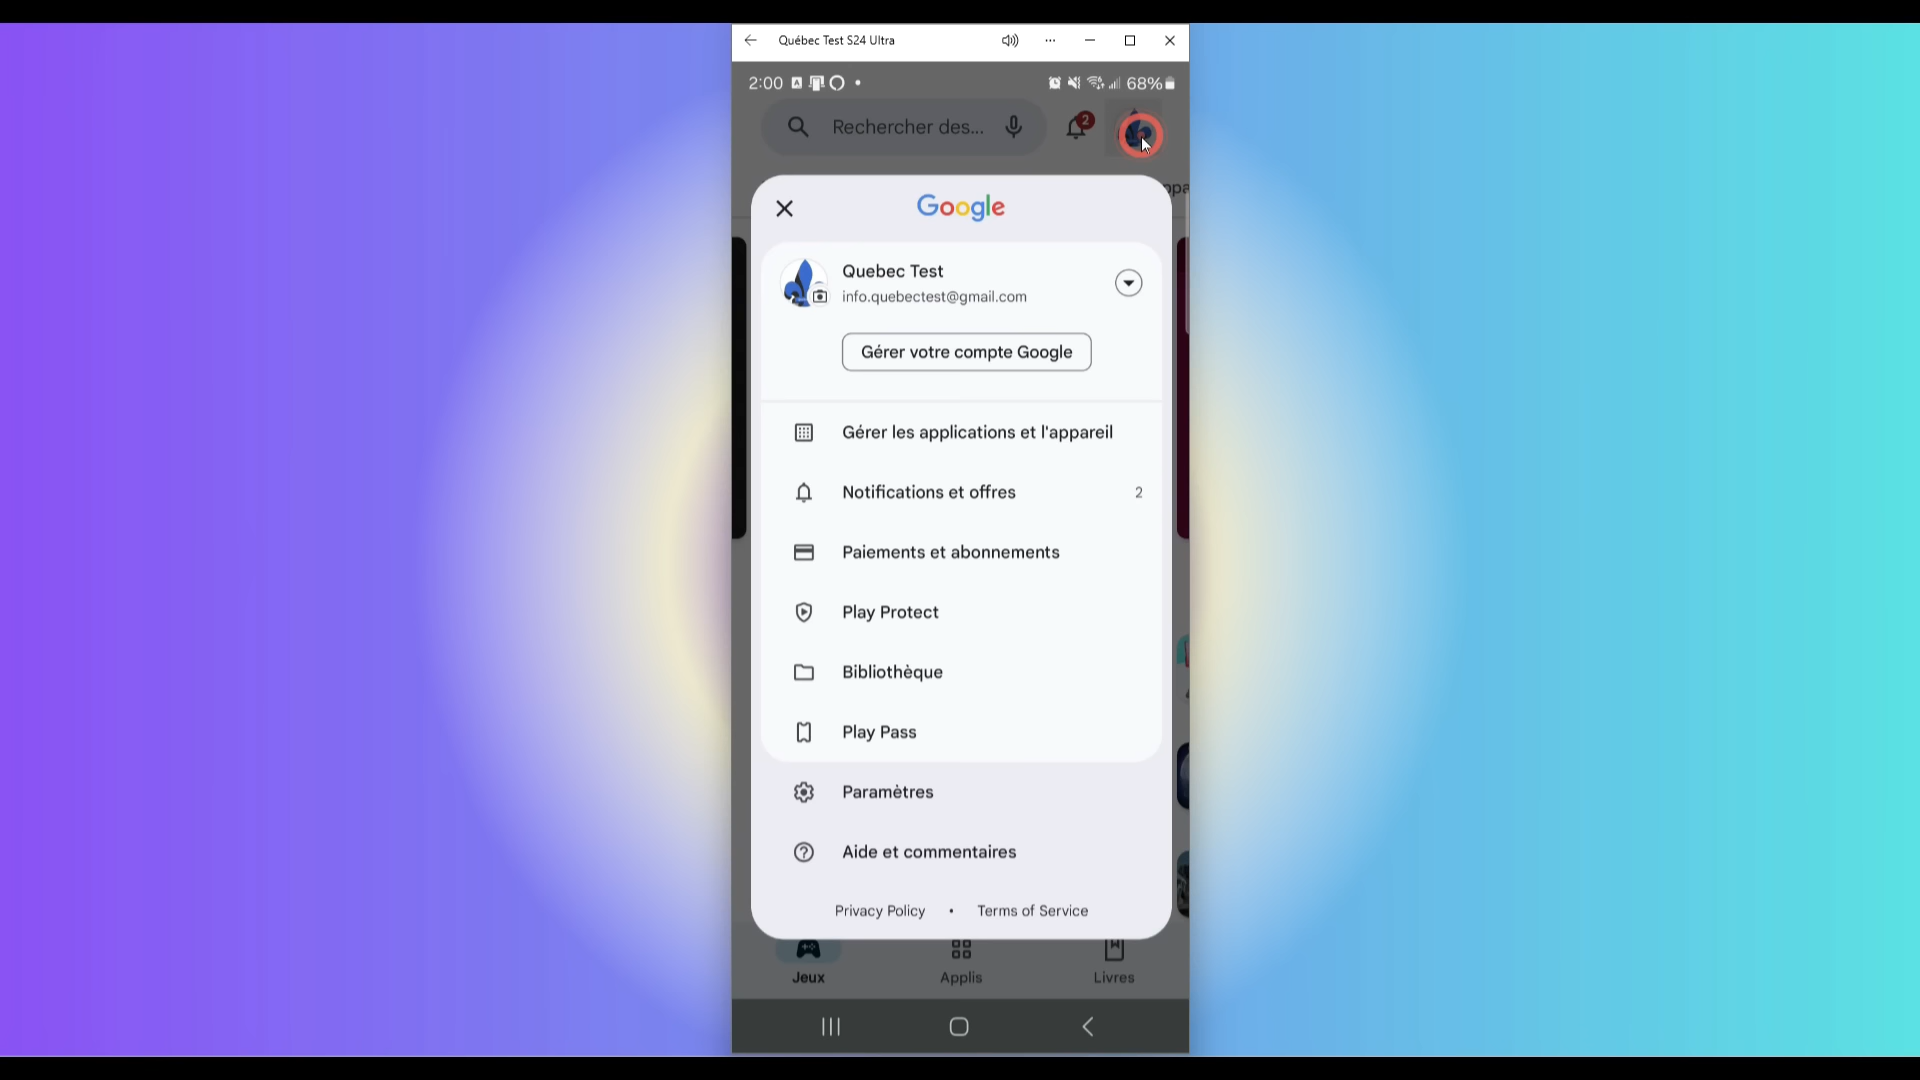 Québec Test S24 Ultra
2:00
68%
Rechercher des...
2
Google
Quebec Test
info.quebectest@gmail.com
Gérer votre compte Google
Gérer les applications et l'appareil
Notifications et offres 2
Paiements et abonnements
Play Protect
Bibliothèque
Play Pass
Paramètres
Aide et commentaires
Privacy Policy • Terms of Service
Jeux Applis Livres